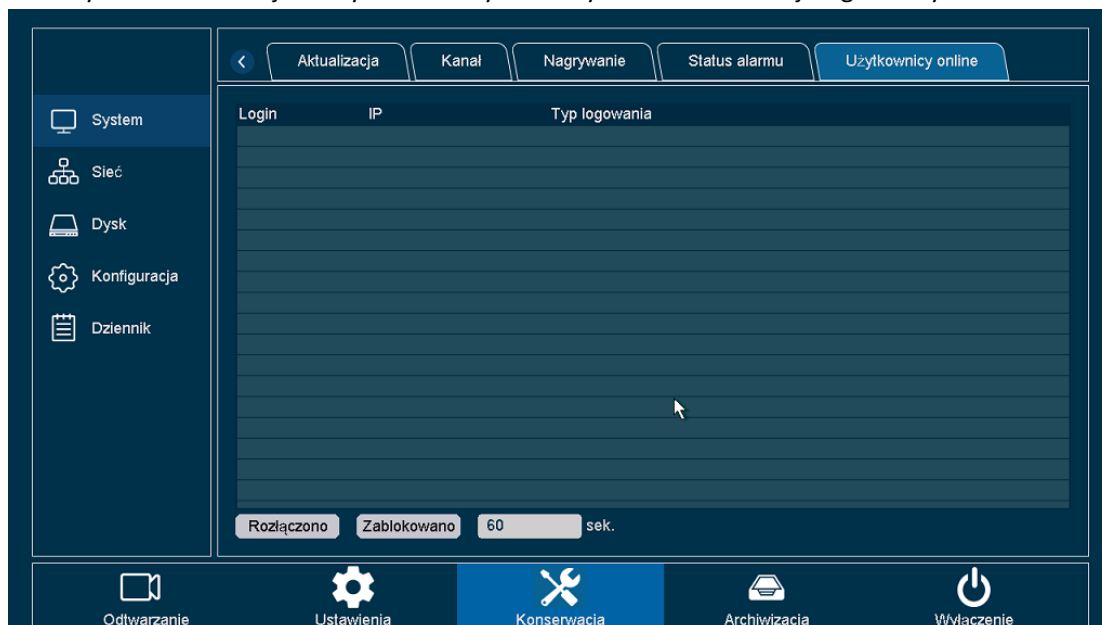 Aktualizacja Kanał Nagrywanie Status alarmu Użytkownicy online
System
Sieć
Dysk
Konfiguracja
Dziennik
Login IP Typ logowania
Rozłączono Zablokowano 60 sek.
Odtwarzanie Ustawienia Konserwacja Archiwizacja Wyłączenie